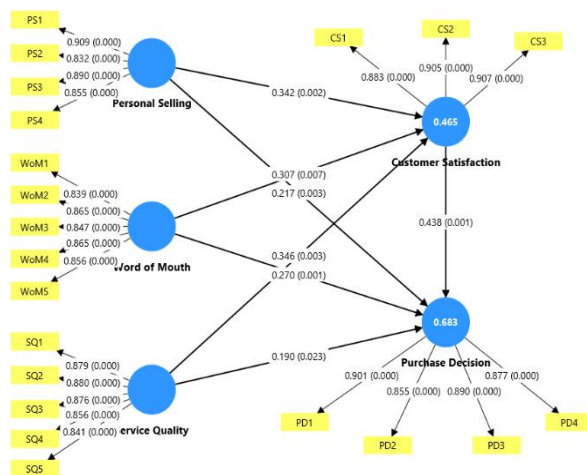 PS1
0.909 (0.000)
PS2
0.832 (0.000)
PS3
0.890 (0.000)
PS4
0.855 (0.000)
Personal Selling
WoM1
0.839 (0.000)
WoM2
0.865 (0.000)
WoM3
0.847 (0.000)
WoM4
0.865 (0.000)
WoM5
0.856 (0.000)
Word of Mouth
SQ1
0.879 (0.000)
SQ2
0.880 (0.000)
SQ3
0.876 (0.000)
SQ4
0.856 (0.000)
SQ5
0.841 (0.000)
Service Quality
0.342 (0.002)
0.307 (0.007)
0.217 (0.003)
0.346 (0.003)
0.270 (0.001)
0.190 (0.023)
CS1
CS2
CS3
0.883 (0.000)
0.905 (0.000)
0.907 (0.000)
0.465
Customer Satisfaction
0.438 (0.001)
0.683
Purchase Decision
0.901 (0.000)
0.855 (0.000)
0.890 (0.000)
0.877 (0.000)
PD1
PD2
PD3
PD4